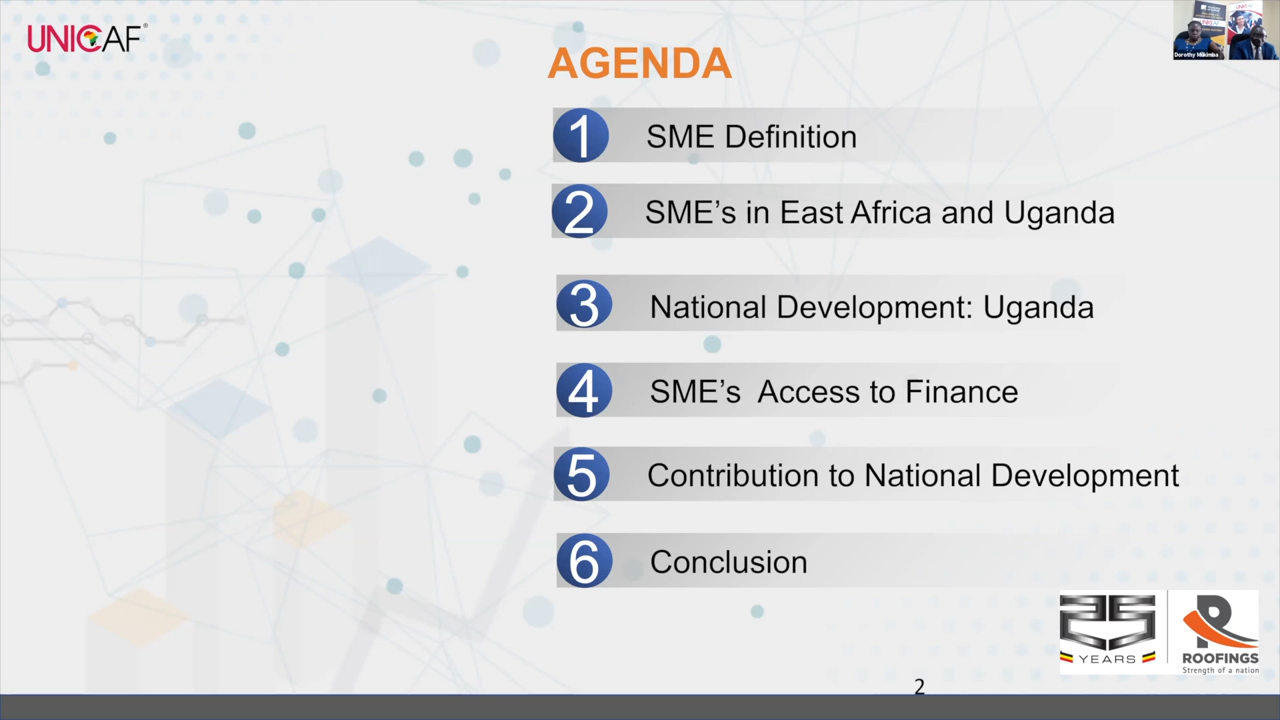 UNICAF®
AGENDA
1 SME Definition
2 SME’s in East Africa and Uganda
3 National Development: Uganda
4 SME’s  Access to Finance
5 Contribution to National Development
6 Conclusion
25
YEARS
ROOFINGS
Strength of a nation
2